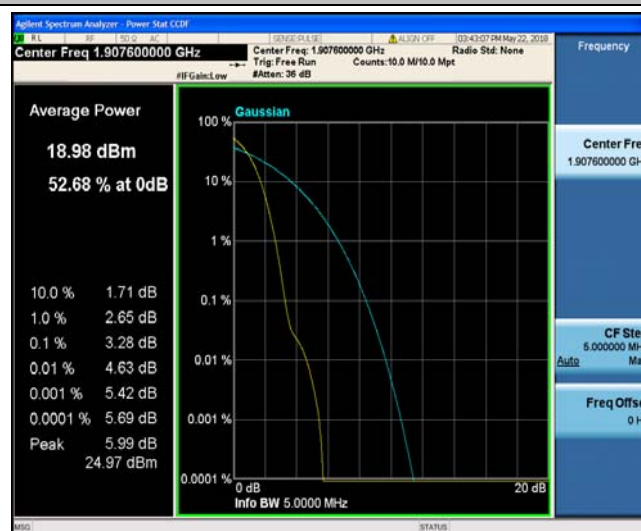 Agilent Spectrum Analyzer - Power Stat CCDF
RL RF 50 Ω AC SENSE:PULSE ALIGN OFF 03:43:07 PM May 22, 2018
Center Freq 1.907600000 GHz
Center Freq: 1.907600000 GHz Radio Std: None
Trig: Free Run Counts:10.0 M/10.0 Mpt
#IFGain:Low #Atten: 36 dB
Frequency
Average Power
18.98 dBm
52.68 % at 0dB
10.0 % 1.71 dB
1.0 % 2.65 dB
0.1 % 3.28 dB
0.01 % 4.63 dB
0.001 % 5.42 dB
0.0001 % 5.69 dB
Peak 5.99 dB
24.97 dBm
Gaussian
100 %
10 %
1 %
0.1 %
0.01 %
0.001 %
0.0001 %
0 dB 20 dB
Info BW 5.0000 MHz
Center Fre
1.907600000 GH
CF Ste
5.000000 MH
Auto Ma
Freq Offse
0 H
MSG STATUS